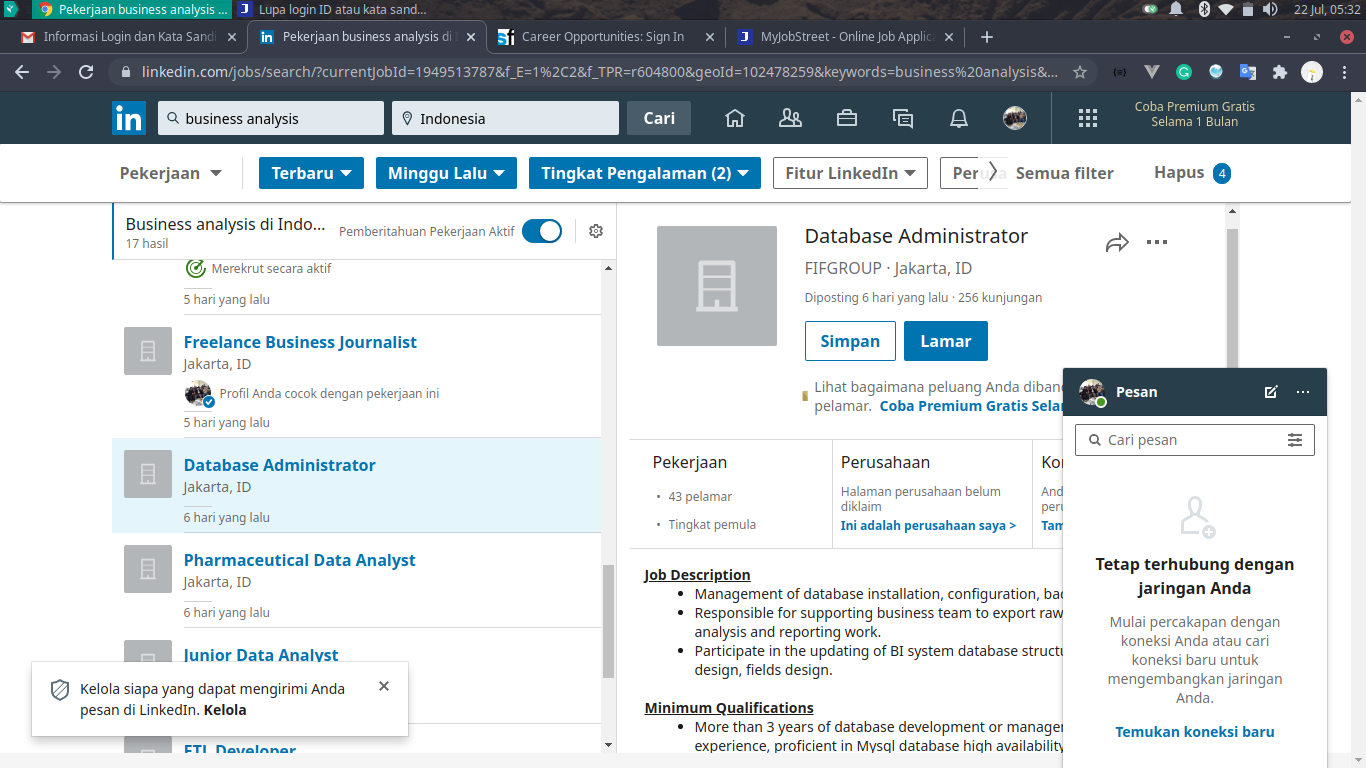 Pekerjaan business analysis ...
Lupa login ID atau kata sand...
22 Jul, 05:32
Informasi Login dan Kata Sandi
Pekerjaan business analysis di
Career Opportunities: Sign In
MyJobStreet - Online Job Applic
linkedin.com/jobs/search/?currentJobId=1949513787&f_E=1%2C2&f_TPR=r604800&geoId=102478259&keywords=business%20analysis&...
in
business analysis
Indonesia
Cari
Coba Premium Gratis
Selama 1 Bulan
Pekerjaan
Terbaru
Minggu Lalu
Tingkat Pengalaman (2)
Fitur LinkedIn
Semua filter
Hapus 4
Business analysis di Indo...
17 hasil
Pemberitahuan Pekerjaan Aktif
Merekrut secara aktif
5 hari yang lalu
Freelance Business Journalist
Jakarta, ID
Profil Anda cocok dengan pekerjaan ini
5 hari yang lalu
Database Administrator
Jakarta, ID
6 hari yang lalu
Pharmaceutical Data Analyst
Jakarta, ID
6 hari yang lalu
Junior Data Analyst
ETL Developer
Kelola siapa yang dapat mengirimi Anda
pesan di LinkedIn. Kelola
Database Administrator
FIFGROUP · Jakarta, ID
Diposting 6 hari yang lalu · 256 kunjungan
Simpan
Lamar
Lihat bagaimana peluang Anda diban
pelamar. Coba Premium Gratis Selam
Pekerjaan
• 43 pelamar
• Tingkat pemula
Perusahaan
Halaman perusahaan belum
diklaim
Ini adalah perusahaan saya >
Job Description
• Management of database installation, configuration, bac
• Responsible for supporting business team to export raw
analysis and reporting work.
• Participate in the updating of BI system database structu
design, fields design.
Minimum Qualifications
• More than 3 years of database development or manager
experience, proficient in Mysql database high availability
Pesan
Cari pesan
Tetap terhubung dengan
jaringan Anda
Mulai percakapan dengan
koneksi Anda atau cari
koneksi baru untuk
mengembangkan jaringan
Anda.
Temukan koneksi baru